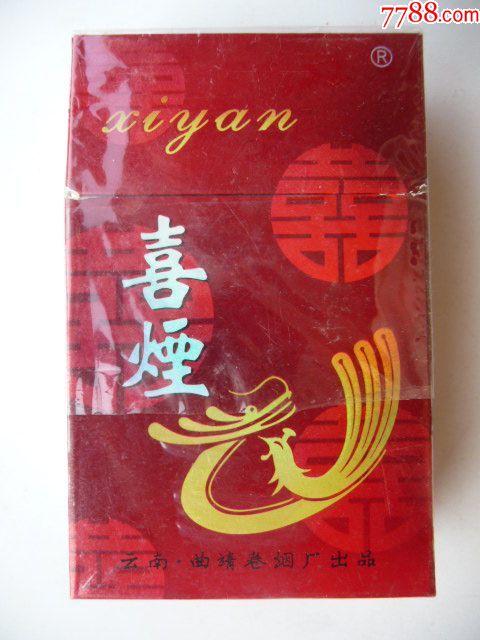 7788.com
®
xiyan
囍
喜煙
云南·曲靖卷烟厂出品